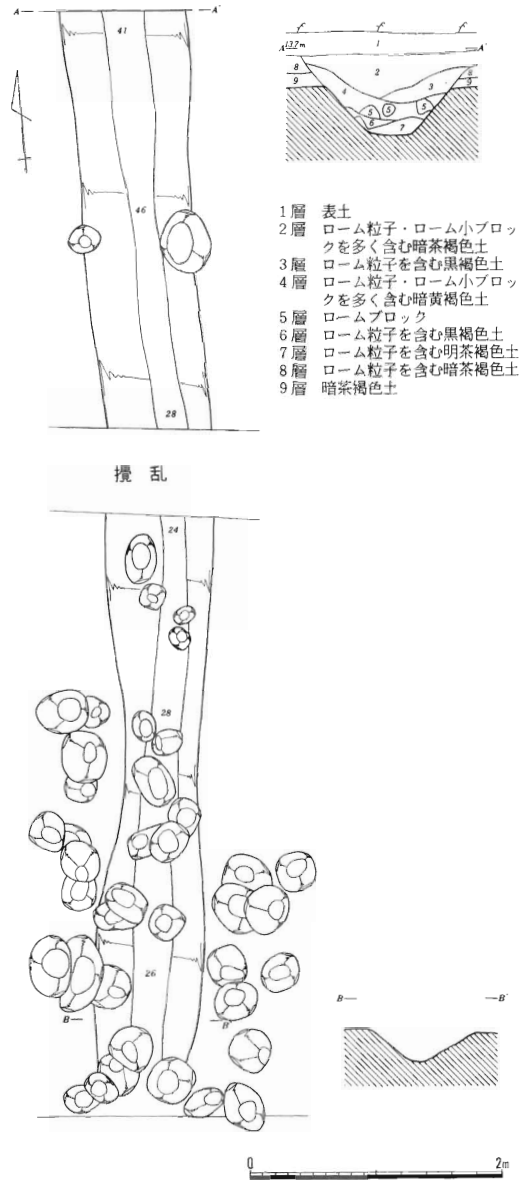 A A'
41
46
28
A 13.7m A'
1
2
3
4
5 5 5
6
7
8 8
9 9
1層 表土
2層 ローム粒子・ローム小ブロッ
クを多く含む暗茶褐色土
3層 ローム粒子を含む黒褐色土
4層 ローム粒子・ローム小ブロッ
クを多く含む暗黄褐色土
5層 ロームブロック
6層 ローム粒子を含む黒褐色土
7層 ローム粒子を含む明茶褐色土
8層 ローム粒子を含む暗茶褐色土
9層 暗茶褐色土
攪乱
24
28
26
B B'
B B'
0 2m